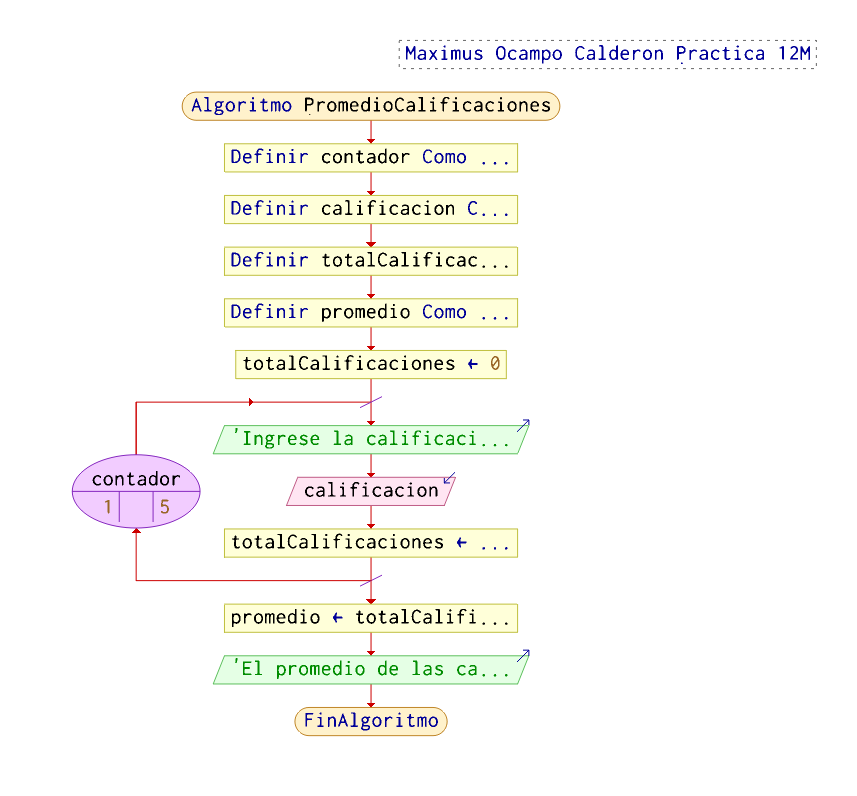 Maximus Ocampo Calderon Practica 12M
Algoritmo PromedioCalificaciones
Definir contador Como ...
Definir calificacion C...
Definir totalCalificac...
Definir promedio Como ...
totalCalificaciones ← 0
'Ingrese la calificaci...
contador
1 5
calificacion
totalCalificaciones ← ...
promedio ← totalCalifi...
'El promedio de las ca...
FinAlgoritmo